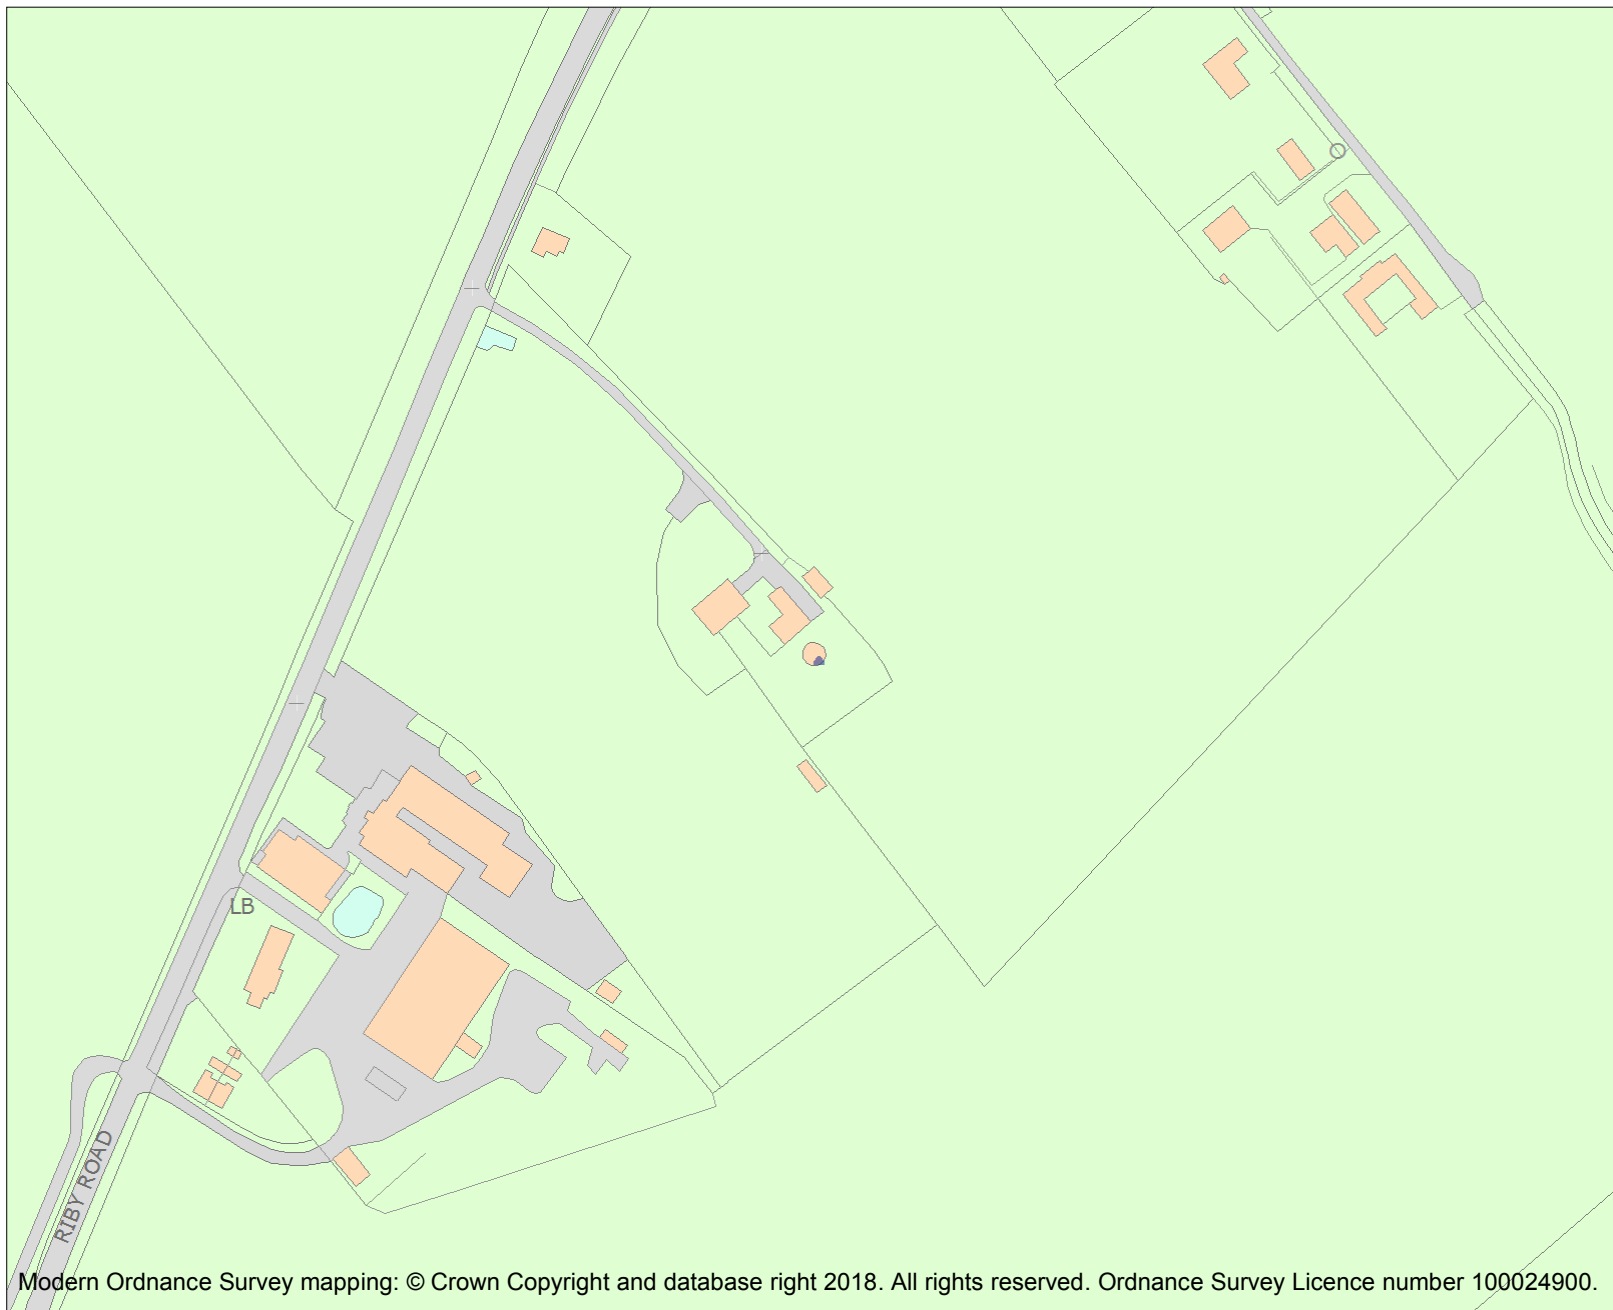 LB
RIBY ROAD
Modern Ordnance Survey mapping: © Crown Copyright and database right 2018. All rights reserved. Ordnance Survey Licence number 100024900.